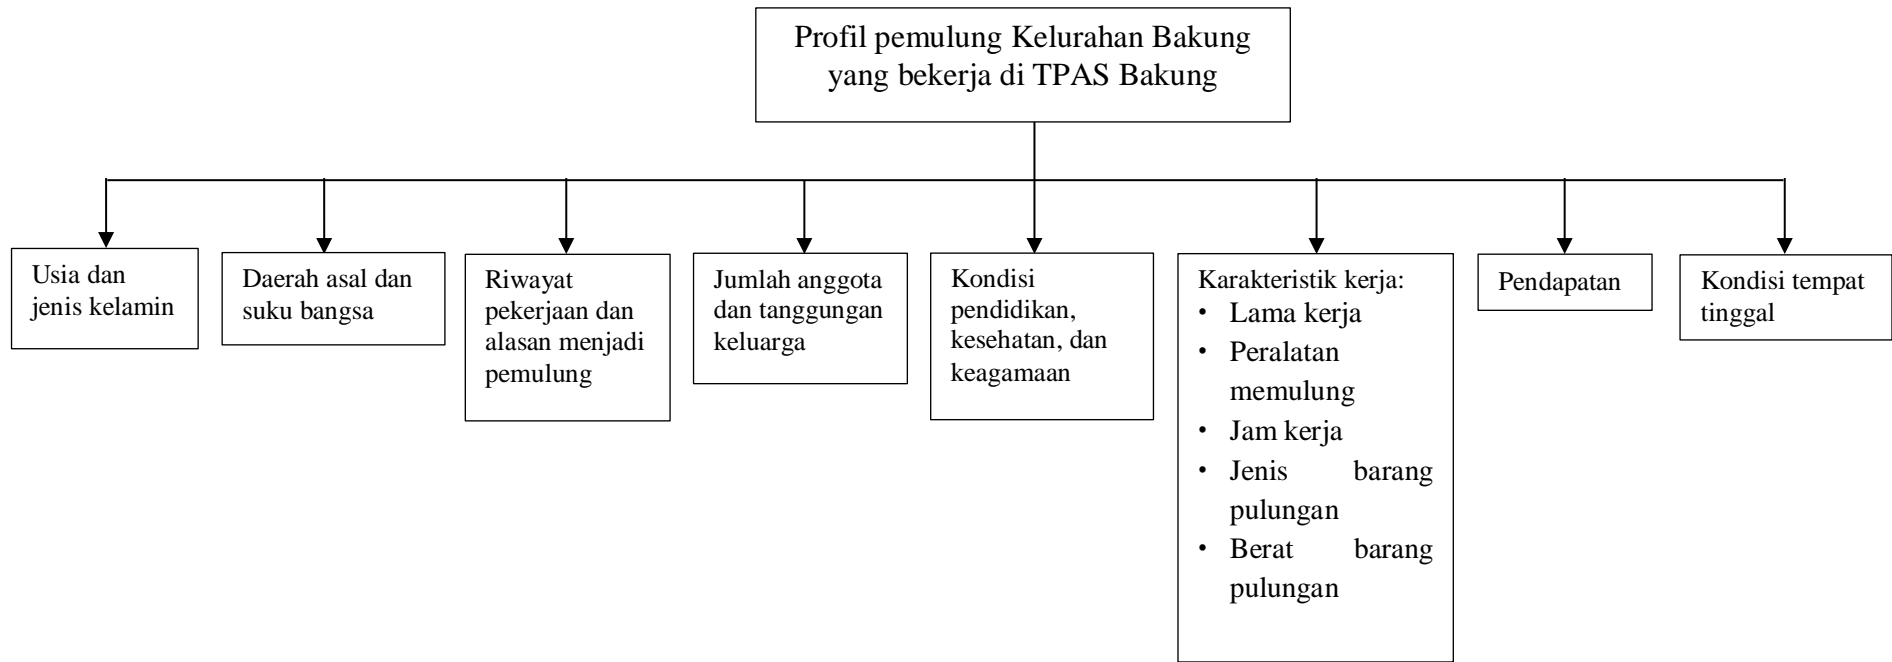 Profil pemulung Kelurahan Bakung
yang bekerja di TPAS Bakung
Usia dan
jenis kelamin
Daerah asal dan
suku bangsa
Riwayat
pekerjaan dan
alasan menjadi
pemulung
Jumlah anggota
dan tanggungan
keluarga
Kondisi
pendidikan,
kesehatan, dan
keagamaan
Karakteristik kerja:
• Lama kerja
• Peralatan
memulung
• Jam kerja
• Jenis barang
pulungan
• Berat barang
pulungan
Pendapatan
Kondisi tempat
tinggal